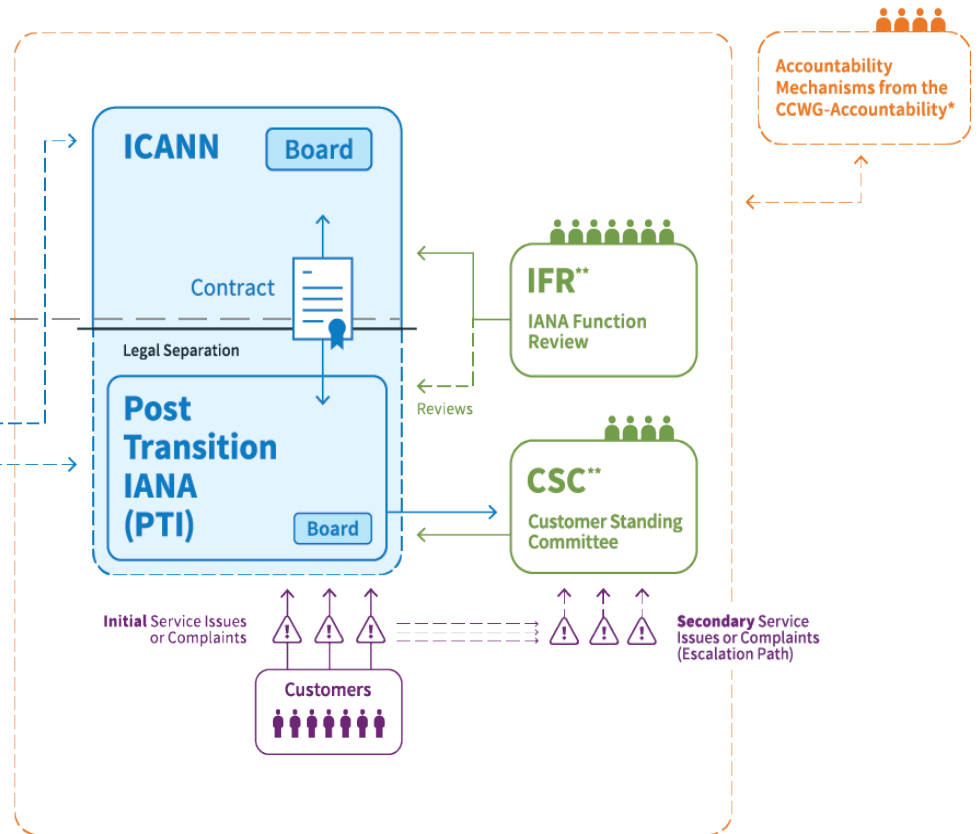 Accountability
Mechanisms from the
CCWG-Accountability*
ICANN
Board
Contract
Legal Separation
IFR**
IANA Function
Review
Reviews
Post
Transition
IANA
(PTI)
Board
CSC**
Customer Standing
Committee
Initial Service Issues
or Complaints
Secondary Service
Issues or Complaints
(Escalation Path)
Customers